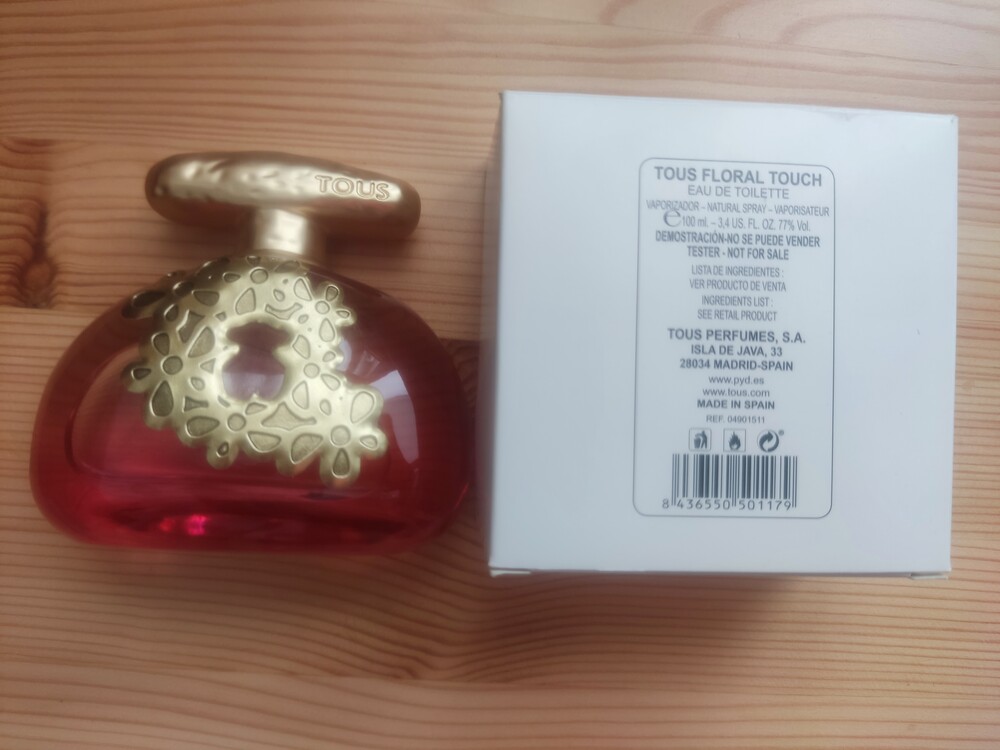 TOUS
TOUS FLORAL TOUCH
EAU DE TOILETTE
VAPORIZADOR – NATURAL SPRAY – VAPORISATEUR
℮ 100 ml. – 3,4 US. FL. OZ. 77% Vol.
DEMOSTRACIÓN-NO SE PUEDE VENDER
TESTER - NOT FOR SALE
LISTA DE INGREDIENTES :
VER PRODUCTO DE VENTA
INGREDIENTS LIST :
SEE RETAIL PRODUCT
TOUS PERFUMES, S.A.
ISLA DE JAVA, 33
28034 MADRID-SPAIN
www.pyd.es
www.tous.com
MADE IN SPAIN
REF. 04901511
8 436550 501179